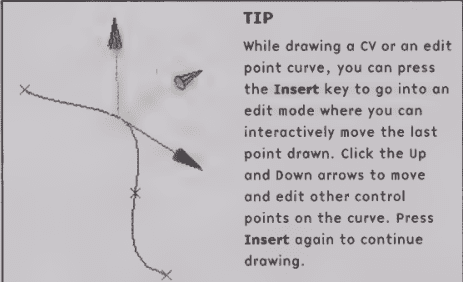 TIP
While drawing a CV or an edit
point curve, you can press
the Insert key to go into an
edit mode where you can
interactively move the last
point drawn. Click the Up
and Down arrows to move
and edit other control
points on the curve. Press
Insert again to continue
drawing.